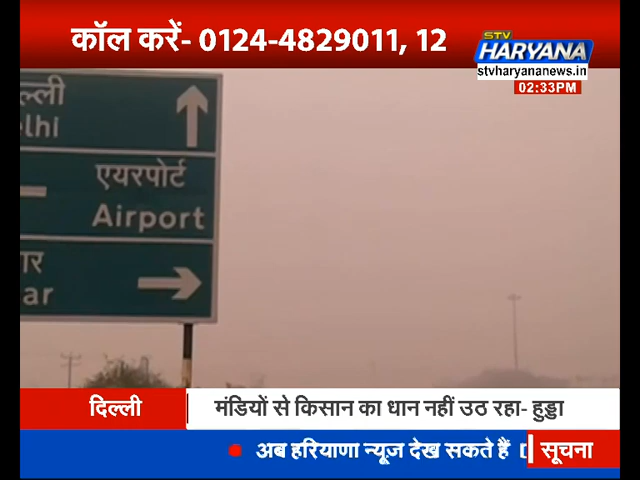 कॉल करें- 0124-4829011, 12
STV
HARYANA
stvharyananews.in
02:33PM
ल्ली
elhi
एयरपोर्ट
Airport
ार
ar
दिल्ली
मंडियों से किसान का धान नहीं उठ रहा- हुड्डा
अब हरियाणा न्यूज़ देख सकते हैं
सूचना